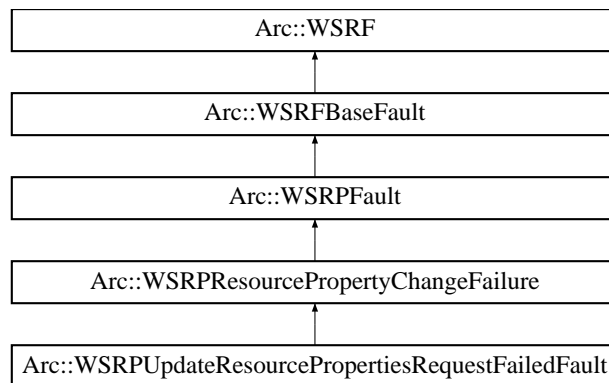 Arc::WSRF
Arc::WSRFBaseFault
Arc::WSRPFault
Arc::WSRPResourcePropertyChangeFailure
Arc::WSRPUpdateResourcePropertiesRequestFailedFault